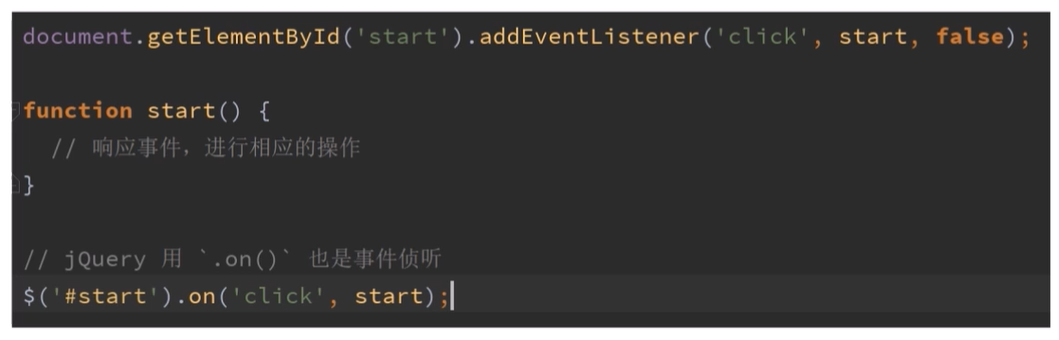 document.getElementById('start').addEventListener('click', start, false);
function start() {
// 响应事件，进行相应的操作
}
// jQuery 用 `.on()` 也是事件侦听
$('#start').on('click', start);